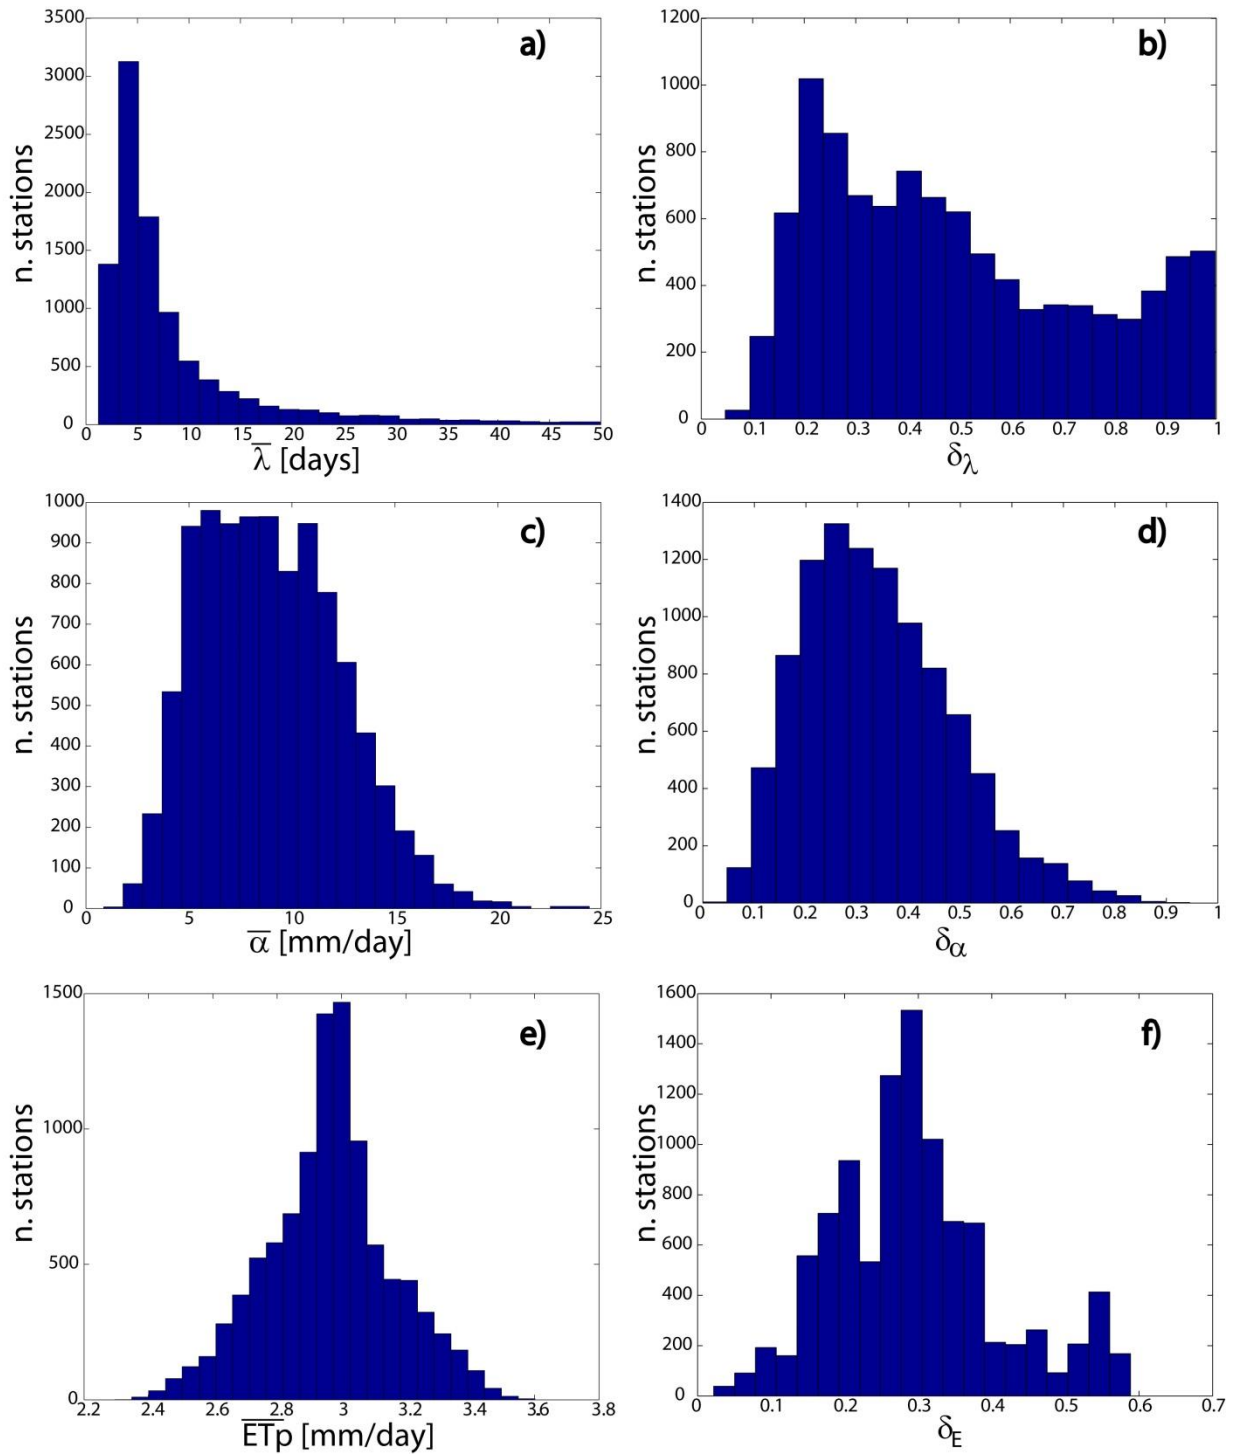 a)
n. stations
3500
3000
2500
2000
1500
1000
500
0
0 5 10 15 20 25 30 35 40 45 50
λ̅ [days]
b)
n. stations
1200
1000
800
600
400
200
0
0 0.1 0.2 0.3 0.4 0.5 0.6 0.7 0.8 0.9 1
δλ
c)
n. stations
1000
900
800
700
600
500
400
300
200
100
0
0 5 10 15 20 25
α̅ [mm/day]
d)
n. stations
1400
1200
1000
800
600
400
200
0
0 0.1 0.2 0.3 0.4 0.5 0.6 0.7 0.8 0.9 1
δα
e)
n. stations
1500
1000
500
0
2.2 2.4 2.6 2.8 3 3.2 3.4 3.6 3.8
E̅T̅p̅ [mm/day]
f)
n. stations
1600
1400
1200
1000
800
600
400
200
0
0 0.1 0.2 0.3 0.4 0.5 0.6 0.7
δE